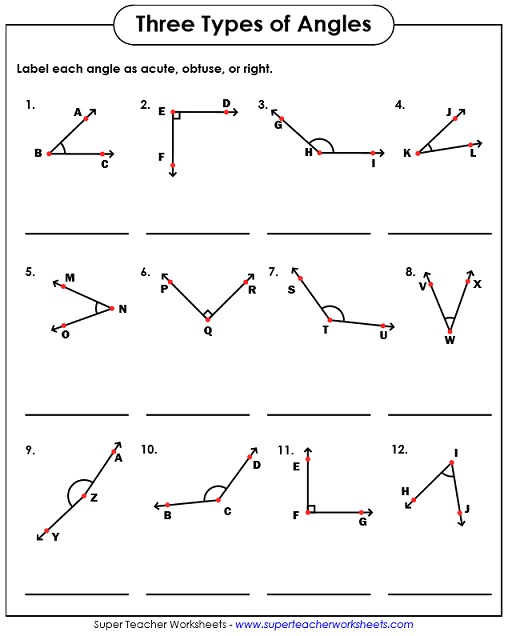 Three Types of Angles
Label each angle as acute, obtuse, or right.
1. A B C
2. E D F
3. G H I
4. J K L
5. M N O
6. P R Q
7. S T U
8. V X W
9. A Z Y
10. D B C
11. E F G
12. I H J
Super Teacher Worksheets - www.superteacherworksheets.com